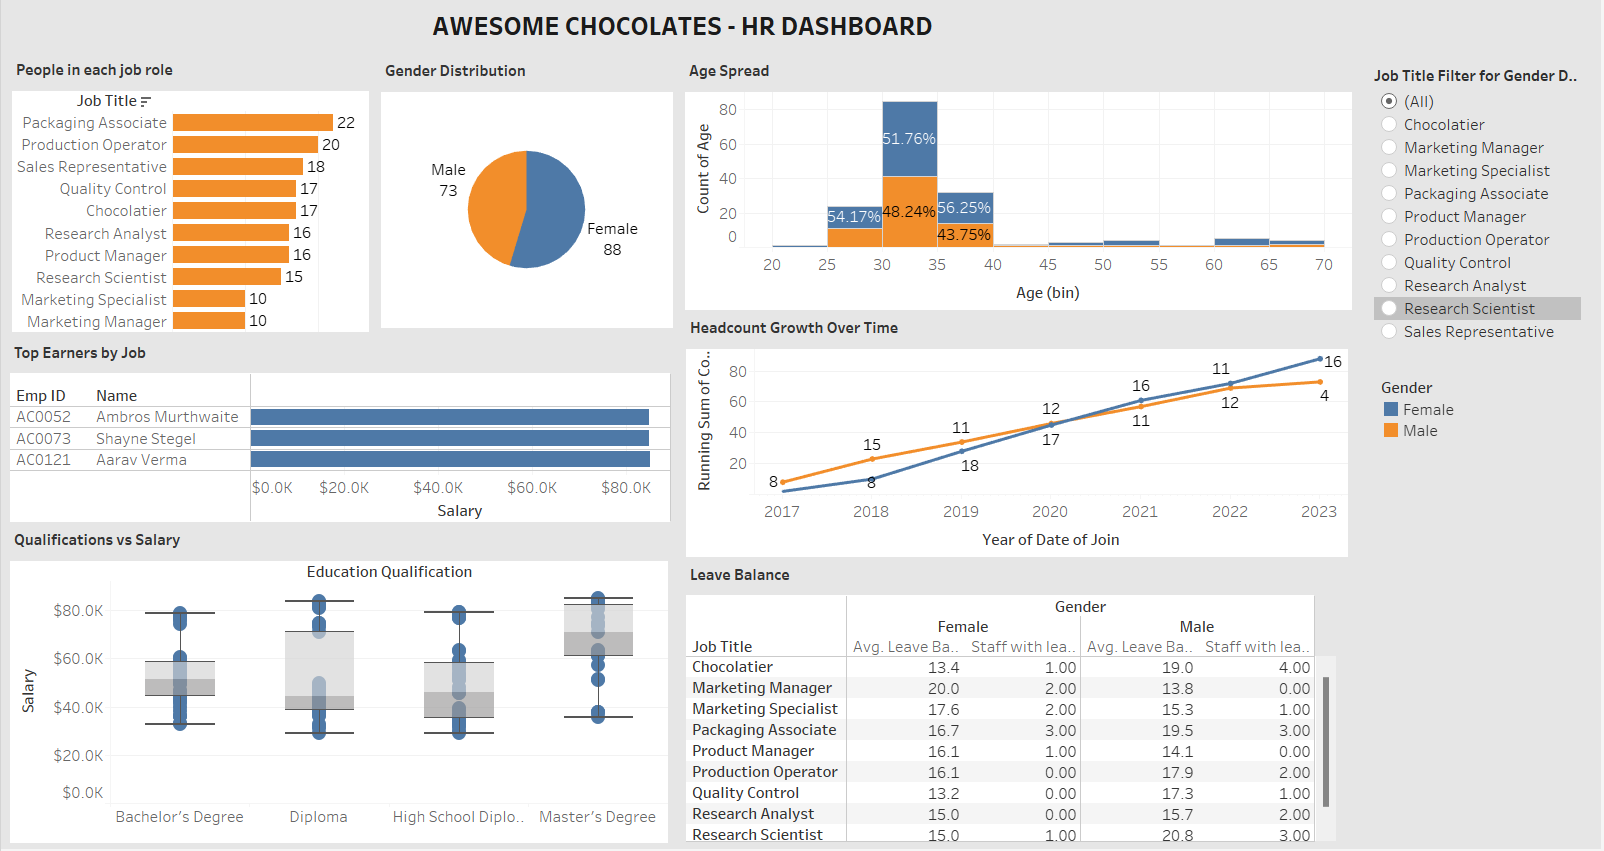 AWESOME CHOCOLATES - HR DASHBOARD
People in each job role
Job Title
Packaging Associate 22
Production Operator 20
Sales Representative 18
Quality Control 17
Chocolatier 17
Research Analyst 16
Product Manager 16
Research Scientist 15
Marketing Specialist 10
Marketing Manager 10
Gender Distribution
Male
73
Female
88
Age Spread
Count of Age
80
60
40
20
0
51.76%
54.17%
48.24%
56.25%
43.75%
20 25 30 35 40 45 50 55 60 65 70
Age (bin)
Job Title Filter for Gender D..
(All)
Chocolatier
Marketing Manager
Marketing Specialist
Packaging Associate
Product Manager
Production Operator
Quality Control
Research Analyst
Research Scientist
Sales Representative
Gender
Female
Male
Top Earners by Job
Emp ID Name
AC0052 Ambros Murthwaite
AC0073 Shayne Stegel
AC0121 Aarav Verma
$0.0K $20.0K $40.0K $60.0K $80.0K
Salary
Headcount Growth Over Time
Running Sum of Co..
80
60
40
20
8 15 11 12 16 11 16
8 18 17 11 12 4
2017 2018 2019 2020 2021 2022 2023
Year of Date of Join
Qualifications vs Salary
Education Qualification
Salary
$80.0K
$60.0K
$40.0K
$20.0K
$0.0K
Bachelor's Degree Diploma High School Diplo.. Master's Degree
Leave Balance
Gender
Female Male
Job Title Avg. Leave Ba.. Staff with lea.. Avg. Leave Ba.. Staff with lea..
Chocolatier 13.4 1.00 19.0 4.00
Marketing Manager 20.0 2.00 13.8 0.00
Marketing Specialist 17.6 2.00 15.3 1.00
Packaging Associate 16.7 3.00 19.5 3.00
Product Manager 16.1 1.00 14.1 0.00
Production Operator 16.1 0.00 17.9 2.00
Quality Control 13.2 0.00 17.3 1.00
Research Analyst 15.0 0.00 15.7 2.00
Research Scientist 15.0 1.00 20.8 3.00